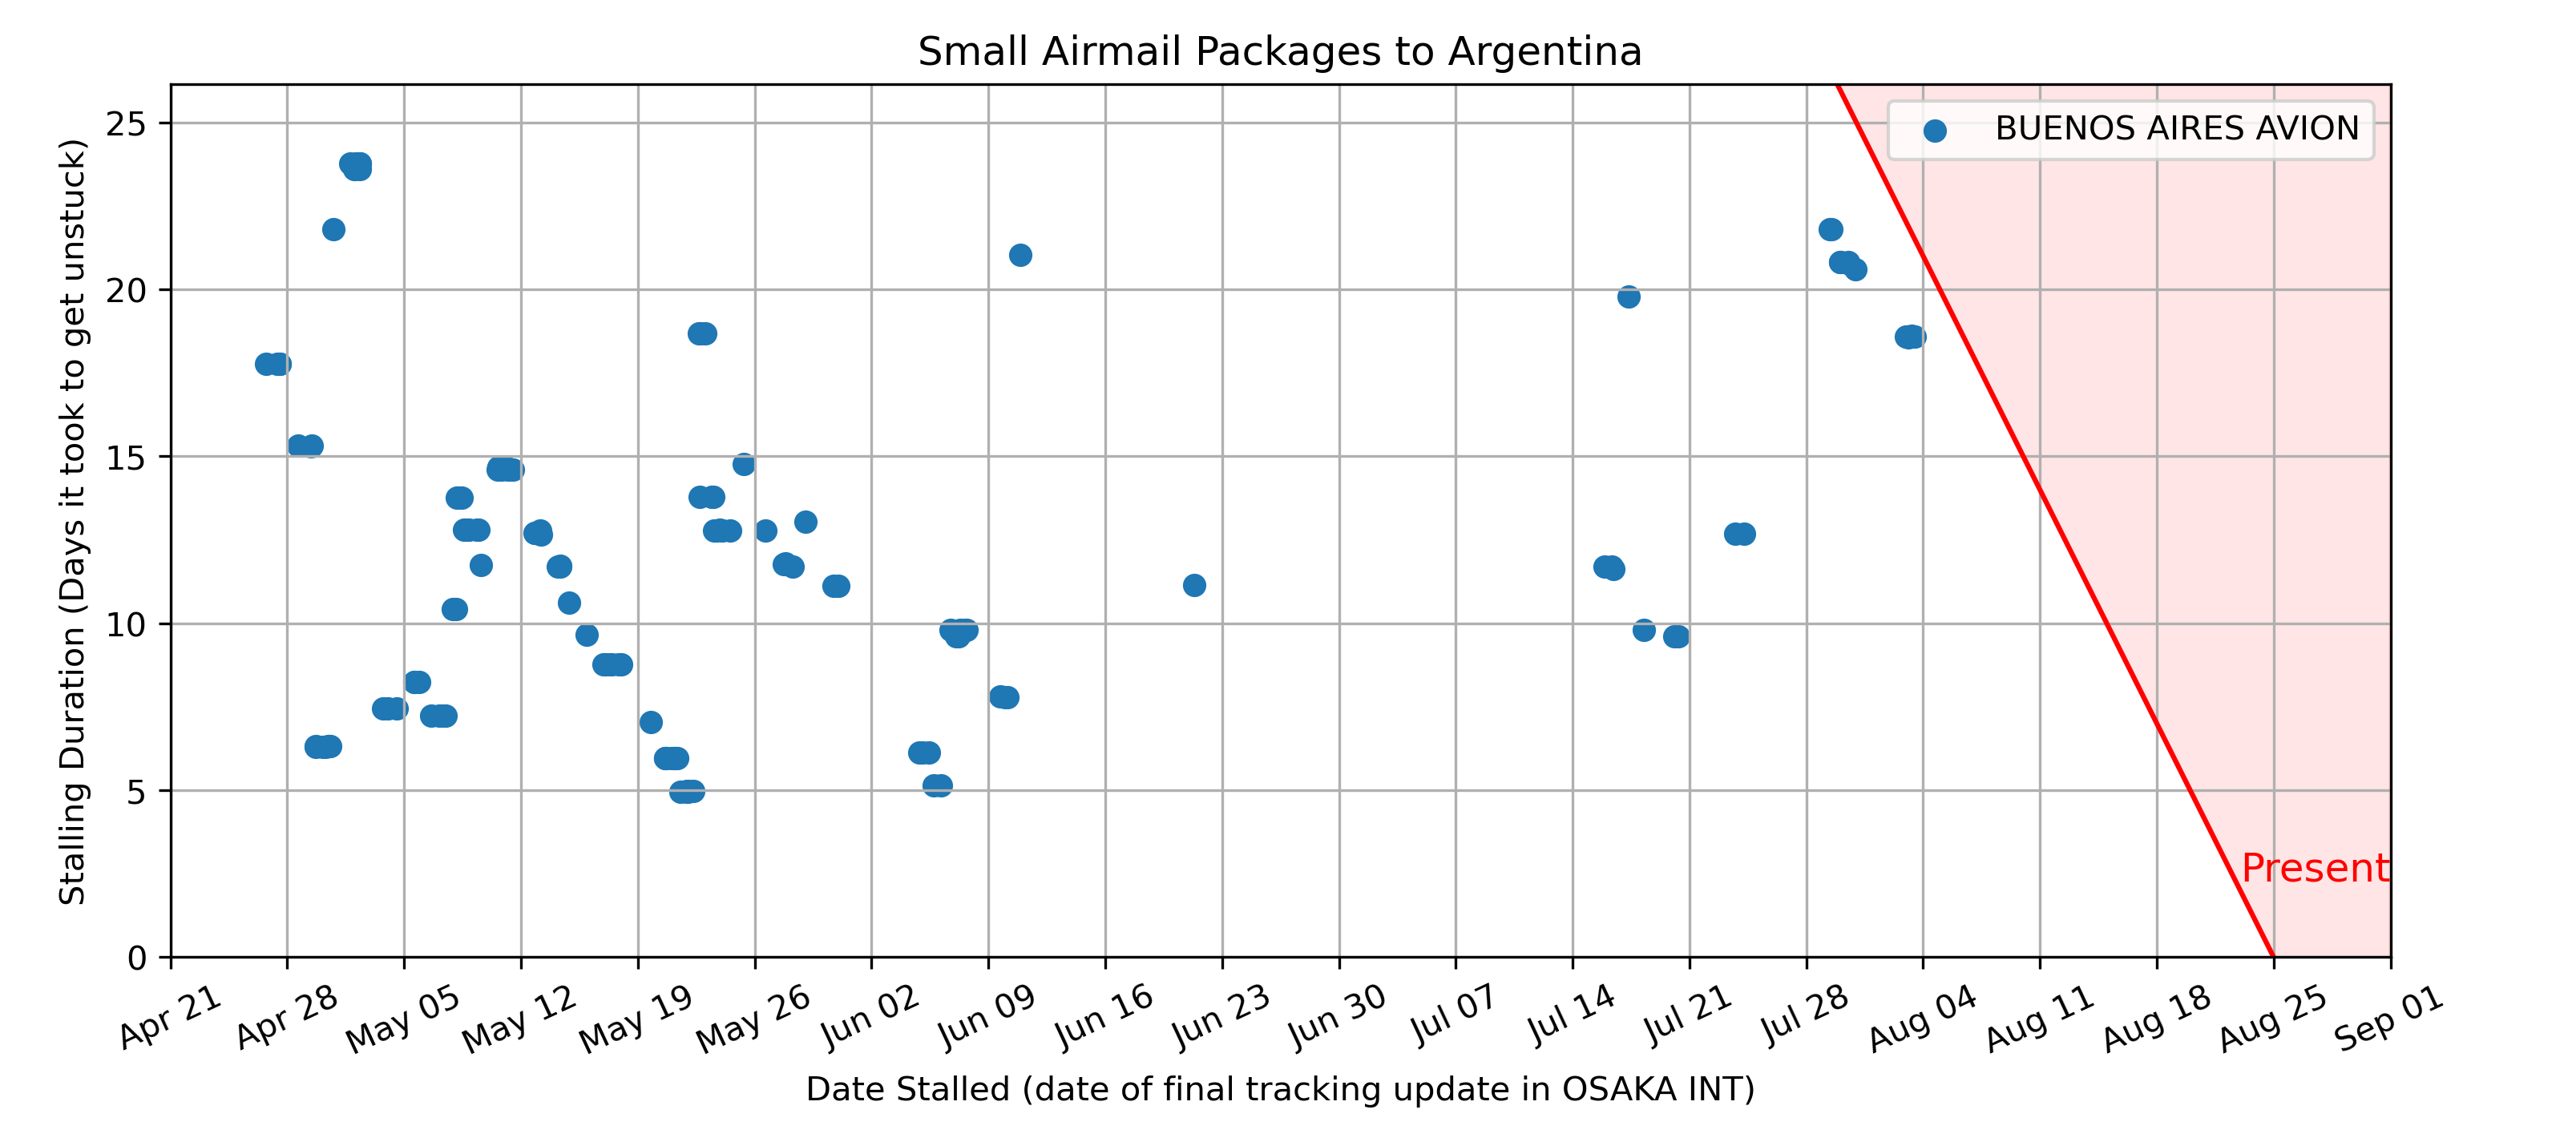 Small Airmail Packages to Argentina
BUENOS AIRES AVION
Stalling Duration (Days it took to get unstuck)
25
20
15
10
5
0
Present
Apr 21
Apr 28
May 05
May 12
May 19
May 26
Jun 02
Jun 09
Jun 16
Jun 23
Jun 30
Jul 07
Jul 14
Jul 21
Jul 28
Aug 04
Aug 11
Aug 18
Aug 25
Sep 01
Date Stalled (date of final tracking update in OSAKA INT)